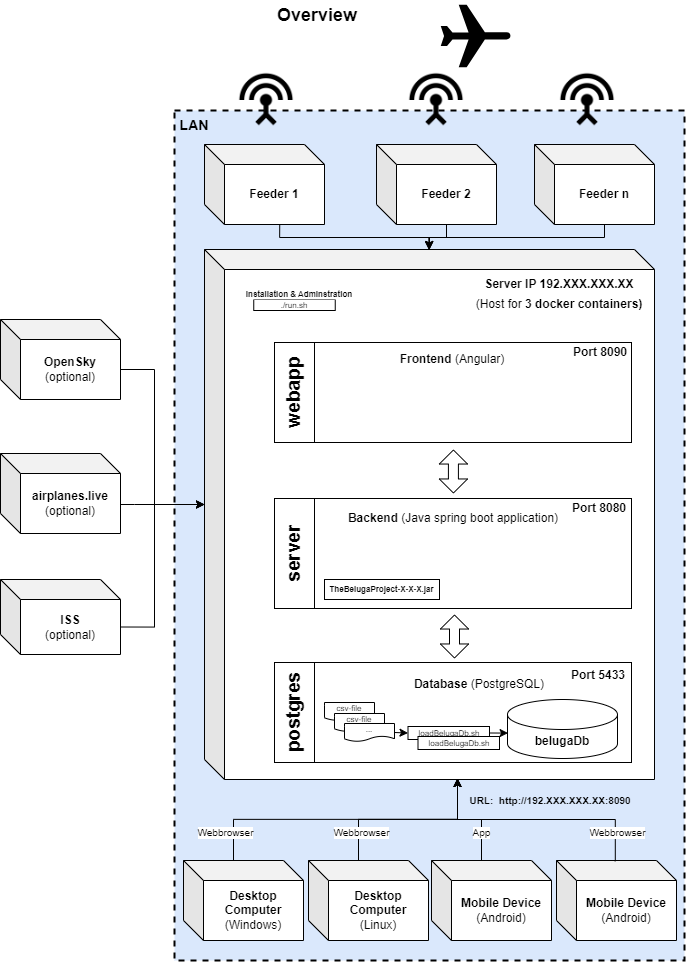 Overview
LAN
Feeder 1
Feeder 2
Feeder n
Server IP 192.XXX.XXX.XX
(Host for 3 docker containers)
Installation & Adminstration
./run.sh
webapp
Frontend (Angular)
Port 8090
OpenSky
(optional)
airplanes.live
(optional)
ISS
(optional)
server
Backend (Java spring boot application)
Port 8080
TheBelugaProject-X-X-X.jar
postgres
Database (PostgreSQL)
Port 5433
csv-file
csv-file
...
loadBelugaDb.sh
loadBelugaDb.sh
belugaDb
URL: http://192.XXX.XXX.XX:8090
Webbrowser
Webbrowser
App
Webbrowser
Desktop
Computer
(Windows)
Desktop
Computer
(Linux)
Mobile Device
(Android)
Mobile Device
(Android)